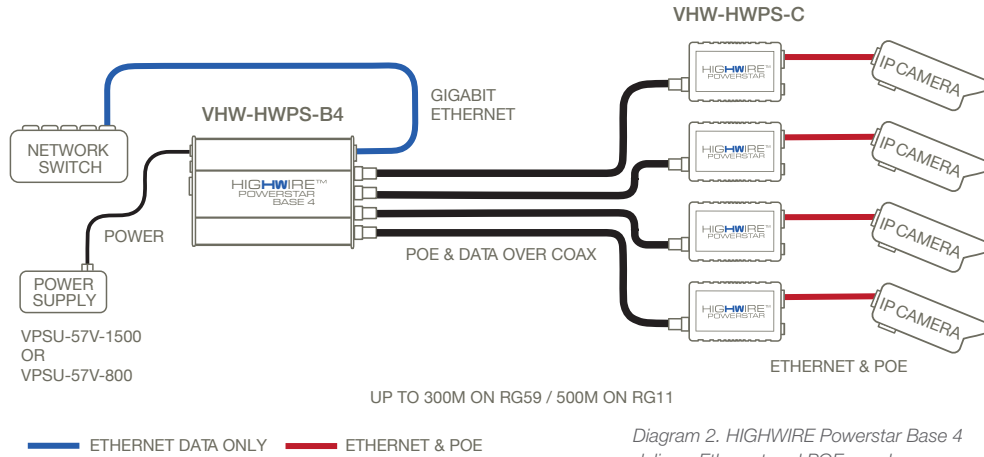 VHW-HWPS-C
HIGHWIRE™
POWERSTAR
IP CAMERA
GIGABIT
ETHERNET
VHW-HWPS-B4
NETWORK
SWITCH
HIGHWIRE™
POWERSTAR
BASE 4
HIGHWIRE™
POWERSTAR
IP CAMERA
POWER
POE & DATA OVER COAX
HIGHWIRE™
POWERSTAR
IP CAMERA
POWER
SUPPLY
HIGHWIRE™
POWERSTAR
IP CAMERA
VPSU-57V-1500
OR
VPSU-57V-800
ETHERNET & POE
UP TO 300M ON RG59 / 500M ON RG11
ETHERNET DATA ONLY
ETHERNET & POE
Diagram 2. HIGHWIRE Powerstar Base 4